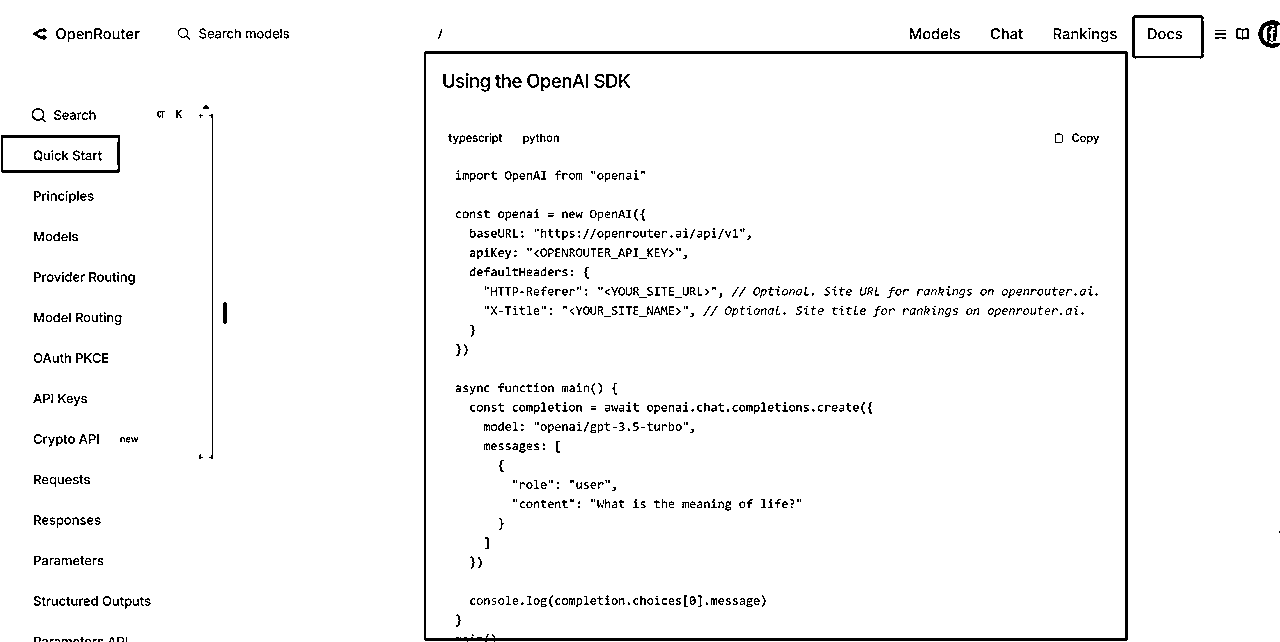 OpenRouter
Search models
/
Models
Chat
Rankings
Docs
Search
K
Quick Start
Principles
Models
Provider Routing
Model Routing
OAuth PKCE
API Keys
Crypto API new
Requests
Responses
Parameters
Structured Outputs
Parameters API
Using the OpenAI SDK
typescript python
Copy
import OpenAI from "openai"
const openai = new OpenAI({
  baseURL: "https://openrouter.ai/api/v1",
  apiKey: "<OPENROUTER_API_KEY>",
  defaultHeaders: {
    "HTTP-Referer": "<YOUR_SITE_URL>", // Optional. Site URL for rankings on openrouter.ai.
    "X-Title": "<YOUR_SITE_NAME>", // Optional. Site title for rankings on openrouter.ai.
  }
})
async function main() {
  const completion = await openai.chat.completions.create({
    model: "openai/gpt-3.5-turbo",
    messages: [
      {
        "role": "user",
        "content": "What is the meaning of life?"
      }
    ]
  })
  console.log(completion.choices[0].message)
}
main()